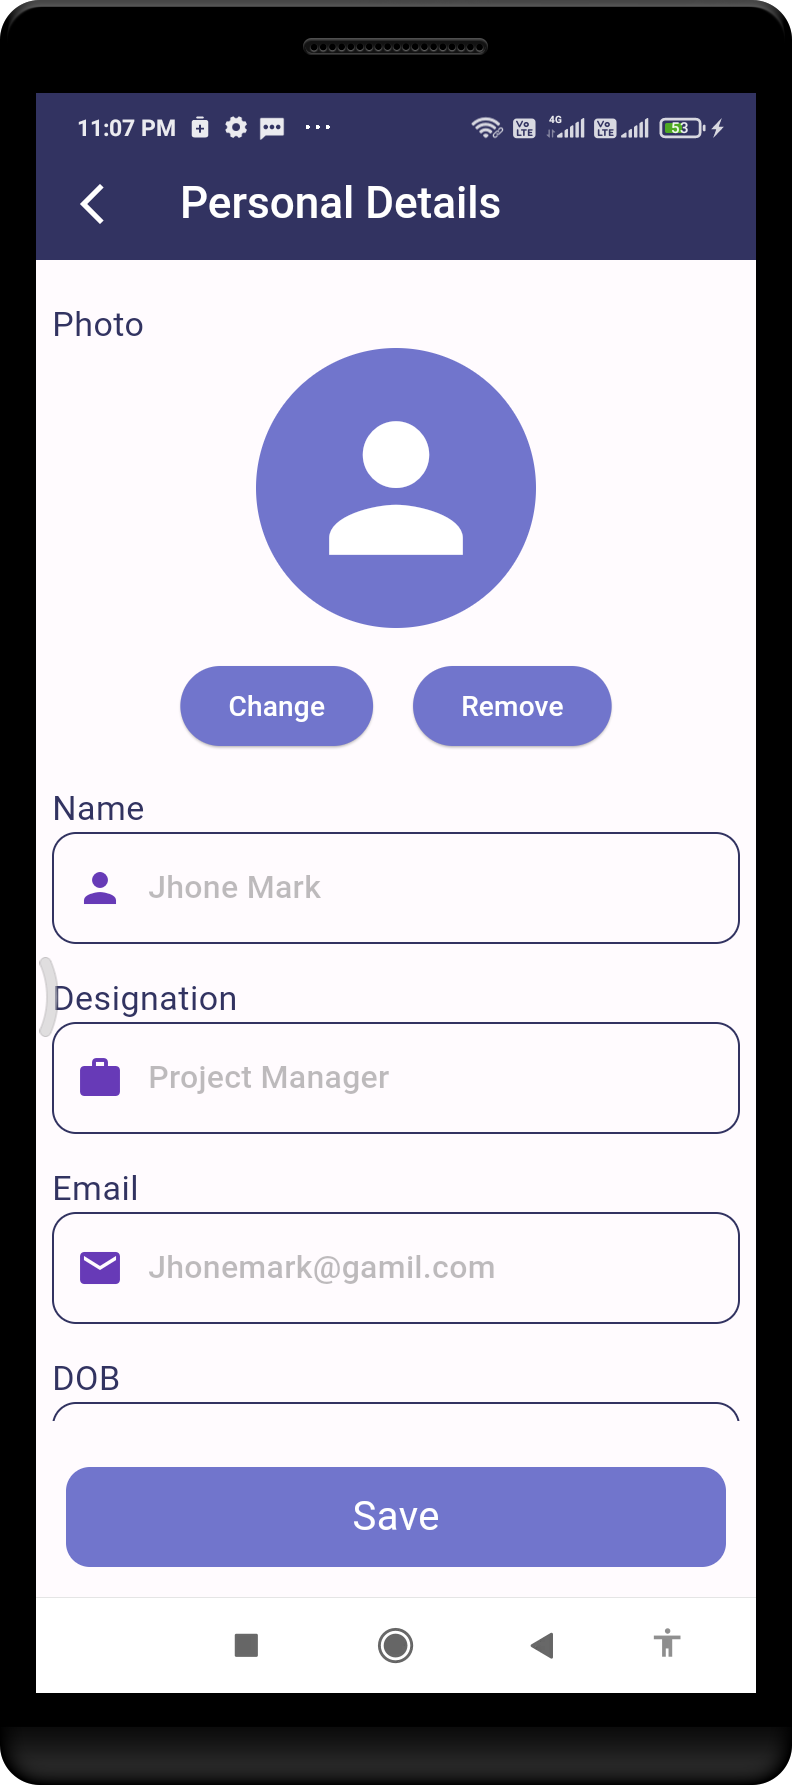 11:07 PM ... Vo LTE 4G Vo LTE 53
Personal Details
Photo
Change Remove
Name
Jhone Mark
Designation
Project Manager
Email
Jhonemark@gamil.com
DOB
Save